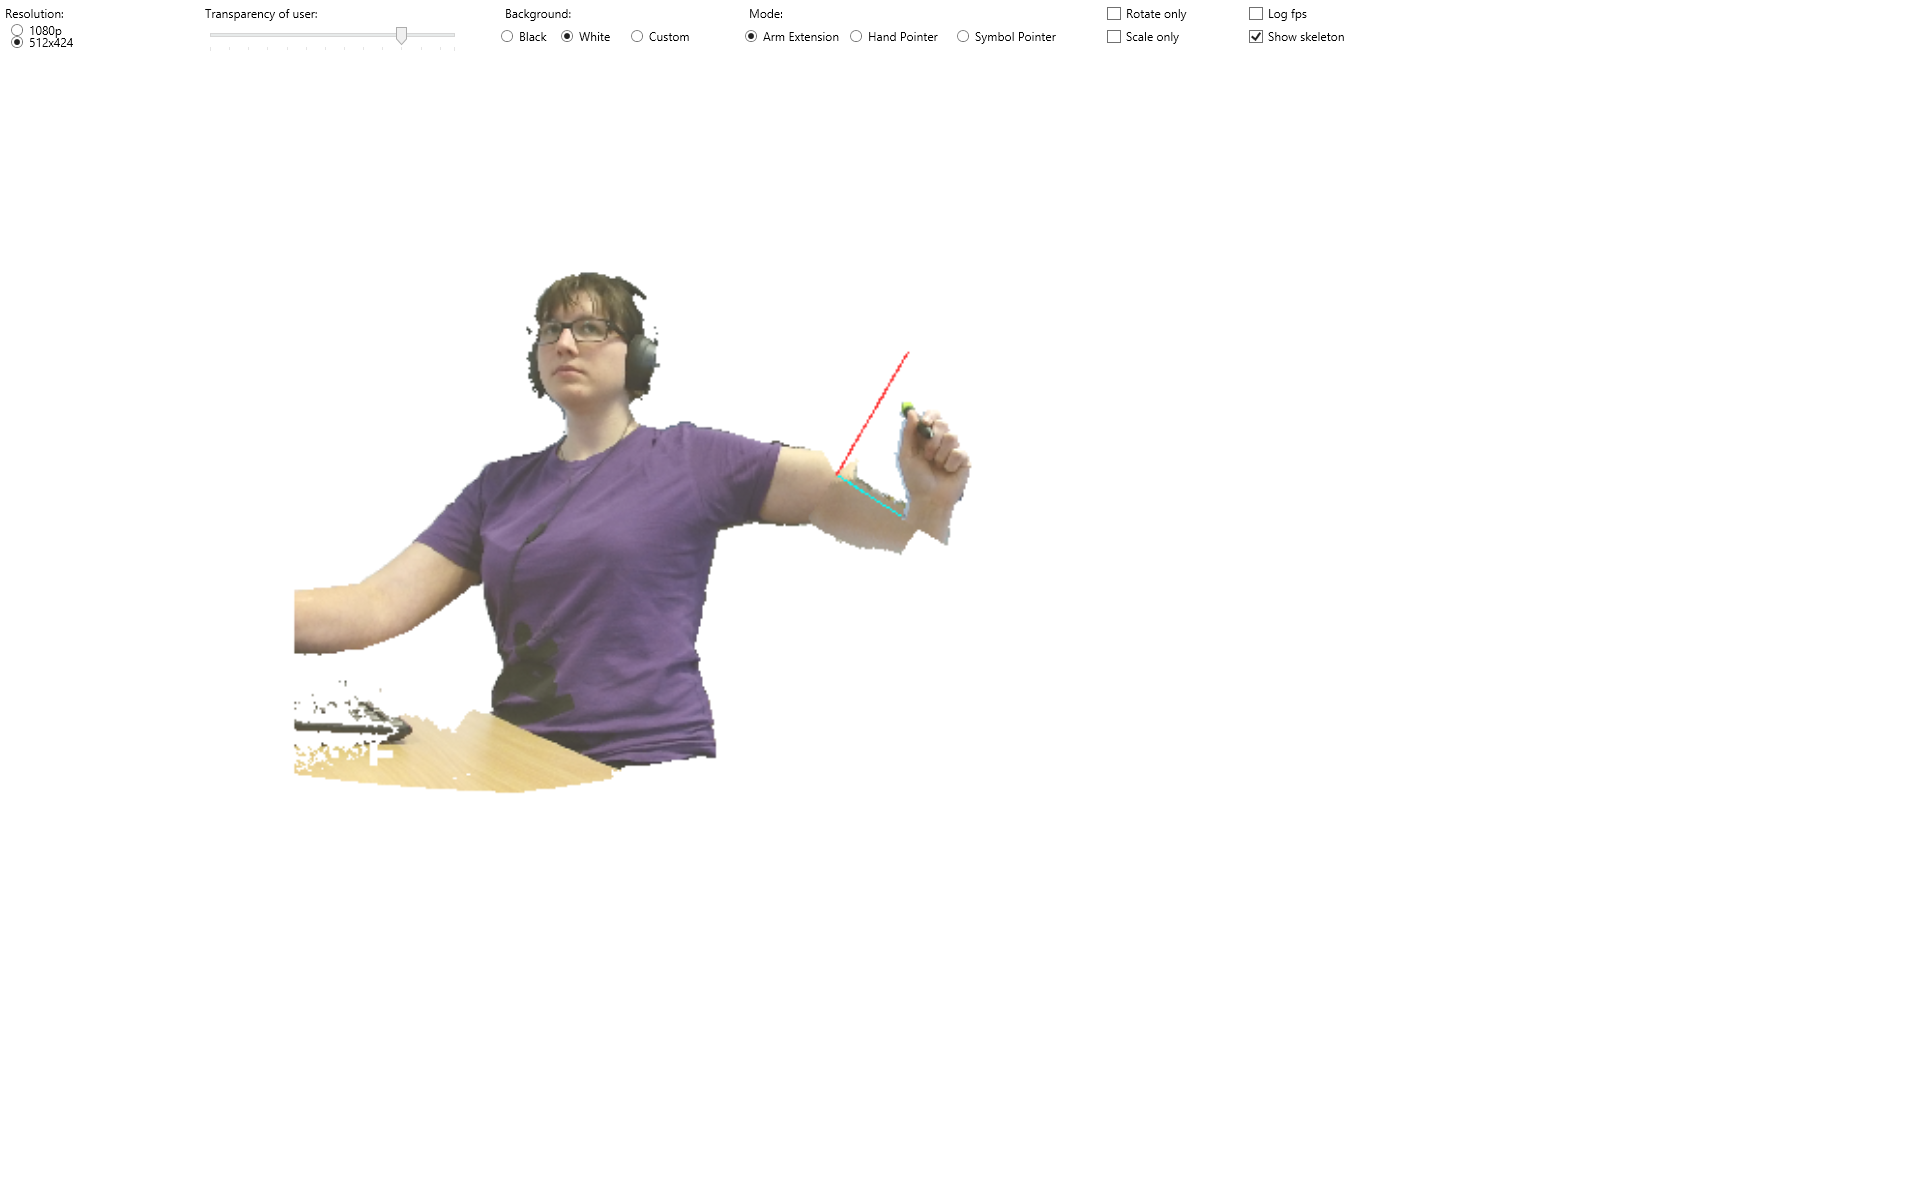 Resolution:
1080p
512x424
Transparency of user:
Background:
Black White Custom
Mode:
Arm Extension Hand Pointer Symbol Pointer
Rotate only
Scale only
Log fps
Show skeleton